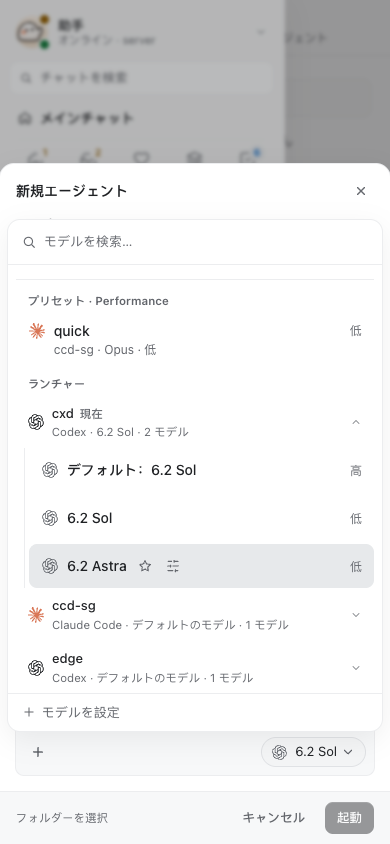 助手
オンライン · server
ジェント
チャットを検索
メインチャット
新規エージェント
モデルを検索...
プリセット · Performance
quick
低
ccd-sg · Opus · 低
ランチャー
cxd 現在
Codex · 6.2 Sol · 2 モデル
デフォルト: 6.2 Sol
高
6.2 Sol
低
6.2 Astra
低
ccd-sg
Claude Code · デフォルトのモデル · 1 モデル
edge
Codex · デフォルトのモデル · 1 モデル
+ モデルを設定
6.2 Sol
フォルダーを選択
キャンセル
起動